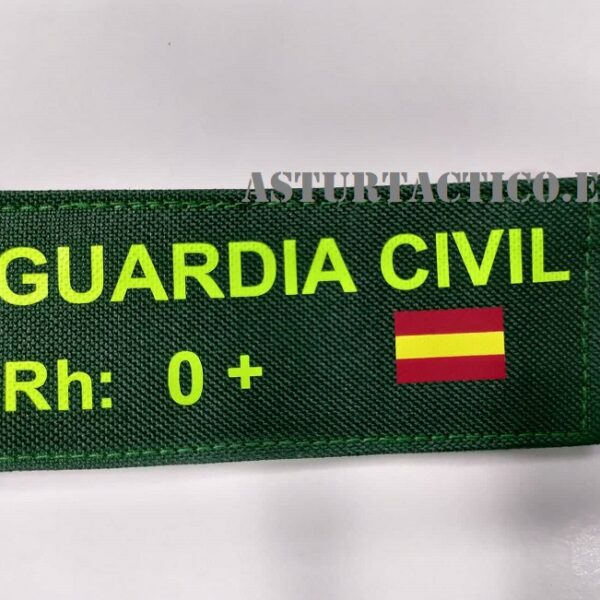 ASTURTACTICO.E
GUARDIA CIVIL
Rh: 0 +